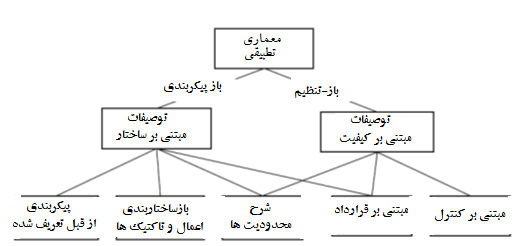 معماری
تطبیقی
باز پیکربندی
باز-تنظیم
توصیفات
مبتنی بر ساختار
توصیفات
مبتنی بر کیفیت
پیکربندی
از قبل تعریف شده
بازساختاربندی
اعمال و تاکتیک ها
شرح
محدودیت ها
مبتنی بر قرارداد
مبتنی بر کنترل